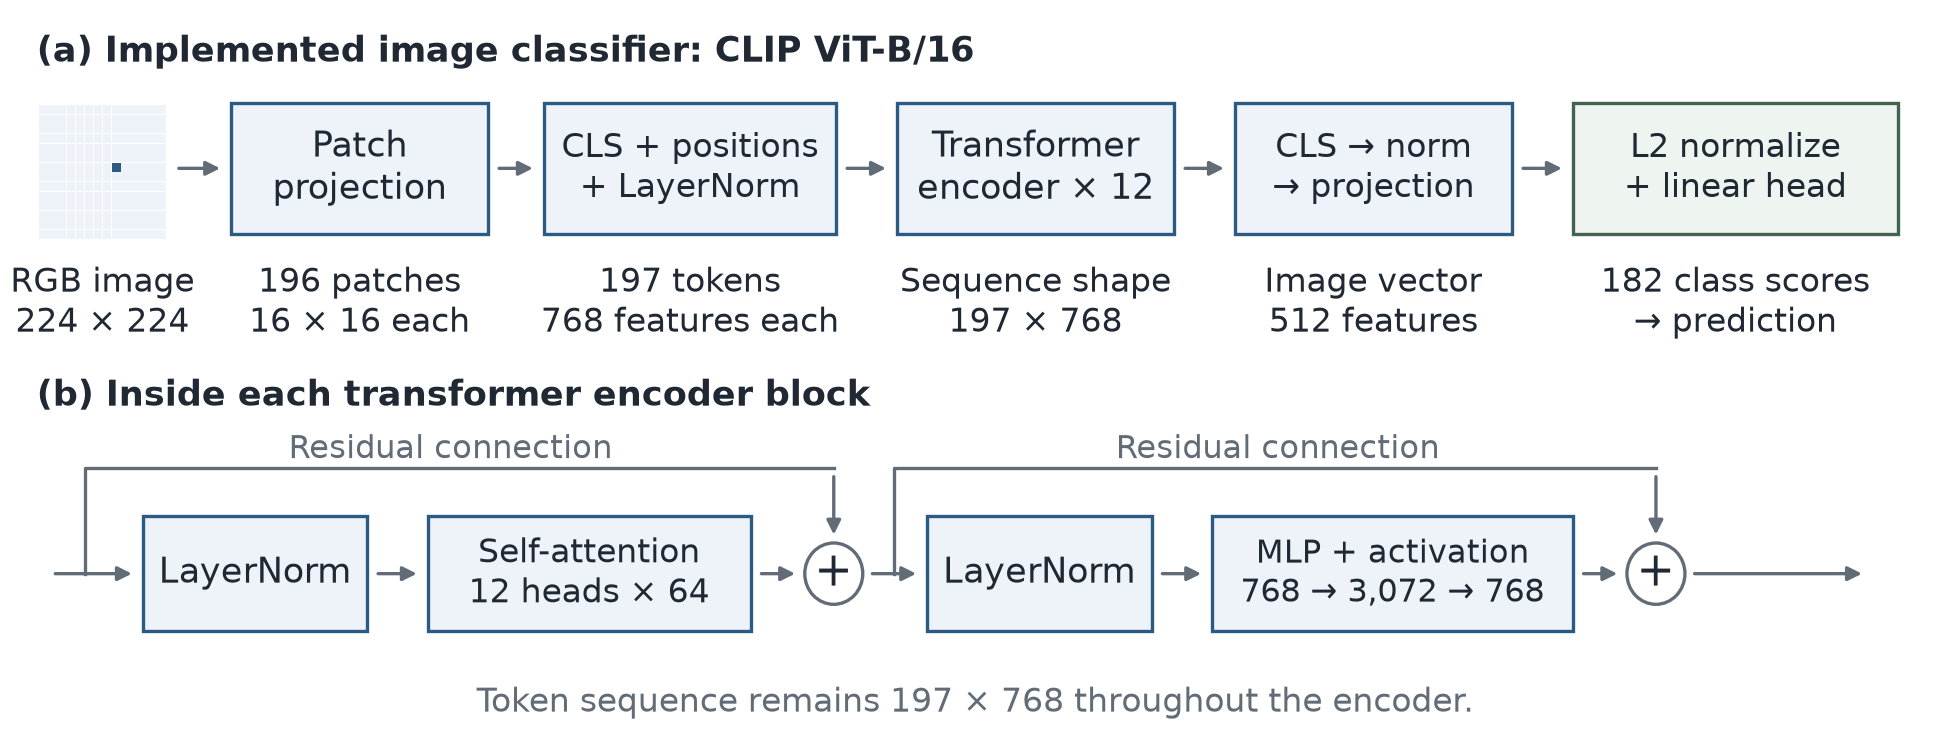 (a) Implemented image classifier: CLIP ViT-B/16
Patch
projection
CLS + positions
+ LayerNorm
Transformer
encoder × 12
CLS → norm
→ projection
L2 normalize
+ linear head
RGB image
224 × 224
196 patches
16 × 16 each
197 tokens
768 features each
Sequence shape
197 × 768
Image vector
512 features
182 class scores
→ prediction
(b) Inside each transformer encoder block
Residual connection
Residual connection
LayerNorm
Self-attention
12 heads × 64
+
LayerNorm
MLP + activation
768 → 3,072 → 768
+
Token sequence remains 197 × 768 throughout the encoder.